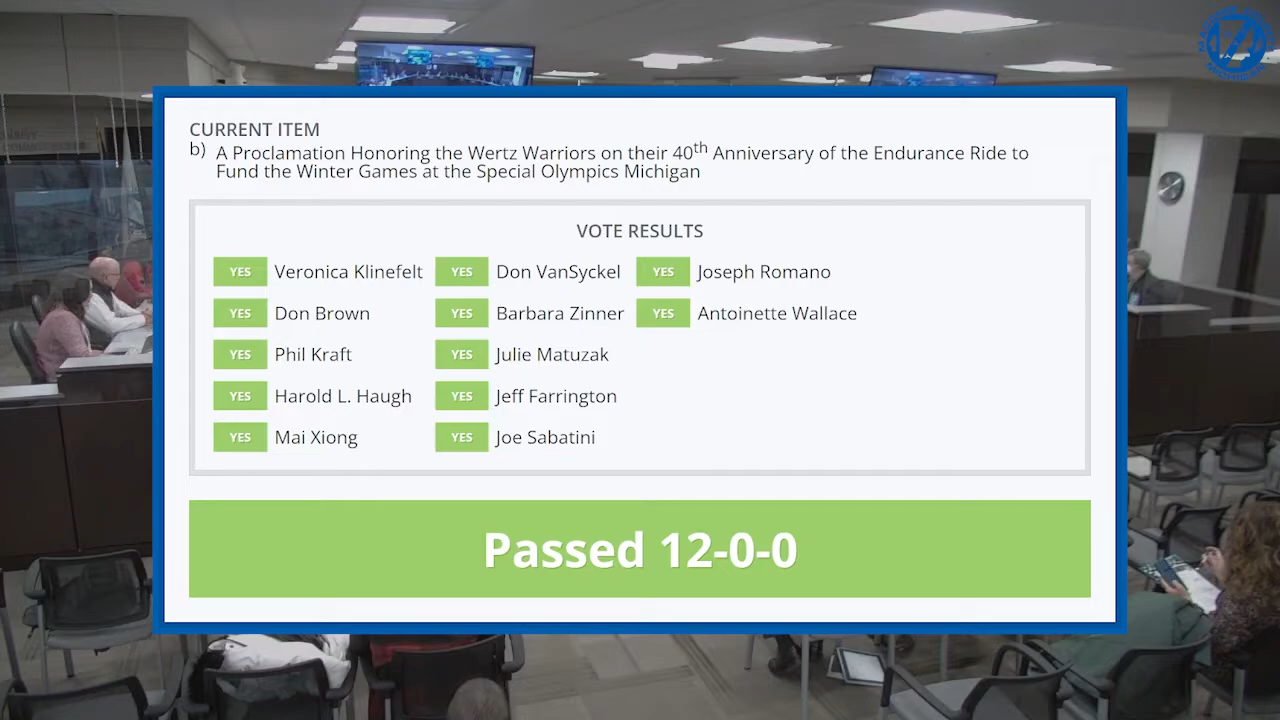 CURRENT ITEM
b) A Proclamation Honoring the Wertz Warriors on their 40th Anniversary of the Endurance Ride to
Fund the Winter Games at the Special Olympics Michigan
VOTE RESULTS
YES Veronica Klinefelt YES Don VanSyckel YES Joseph Romano
YES Don Brown YES Barbara Zinner YES Antoinette Wallace
YES Phil Kraft YES Julie Matuzak
YES Harold L. Haugh YES Jeff Farrington
YES Mai Xiong YES Joe Sabatini
Passed 12-0-0